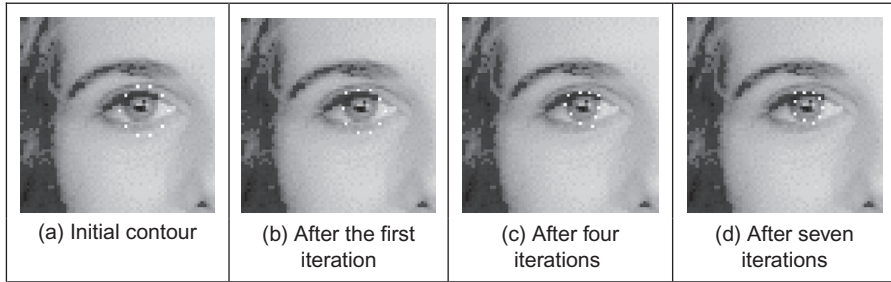 (a) Initial contour
(b) After the first
iteration
(c) After four
iterations
(d) After seven
iterations